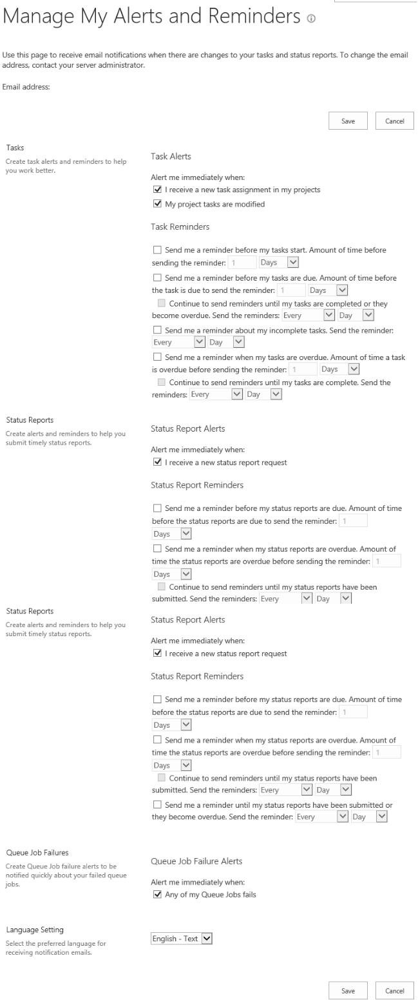 Manage My Alerts and Reminders
Use this page to receive email notifications when there are changes to your tasks and status reports. To change the email
address, contact your server administrator.
Email address:
Save Cancel
Tasks
Create task alerts and reminders to help
you work better.
Task Alerts
Alert me immediately when:
I receive a new task assignment in my projects
My project tasks are modified
Task Reminders
Send me a reminder before my tasks start. Amount of time before
sending the reminder: 1 Days
Send me a reminder before my tasks are due. Amount of time before
the task is due to send the reminder: 1 Days
Continue to send reminders until my tasks are completed or they
become overdue. Send the reminders: Every Day
Send me a reminder about my incomplete tasks. Send the reminder:
Every Day
Send me a reminder when my tasks are overdue. Amount of time a task
is overdue before sending the reminder: 1 Days
Continue to send reminders until my tasks are complete. Send the
reminders: Every Day
Status Reports
Create alerts and reminders to help you
submit timely status reports.
Status Report Alerts
Alert me immediately when:
I receive a new status report request
Status Report Reminders
Send me a reminder before my status reports are due. Amount of time
before the status reports are due to send the reminder: 1
Days
Send me a reminder when my status reports are overdue. Amount of
time the status reports are overdue before sending the reminder: 1
Days
Continue to send reminders until my status reports have been
submitted. Send the reminders: Every Day
Status Reports
Create alerts and reminders to help you
submit timely status reports.
Status Report Alerts
Alert me immediately when:
I receive a new status report request
Status Report Reminders
Send me a reminder before my status reports are due. Amount of time
before the status reports are due to send the reminder: 1
Days
Send me a reminder when my status reports are overdue. Amount of
time the status reports are overdue before sending the reminder: 1
Days
Continue to send reminders until my status reports have been
submitted. Send the reminders: Every Day
Send me a reminder until my status reports have been submitted or
they become overdue. Send the reminder: Every Day
Queue Job Failures
Create Queue Job failure alerts to be
notified quickly about your failed queue
jobs.
Queue Job Failure Alerts
Alert me immediately when:
Any of my Queue Jobs fails
Language Setting
Select the preferred language for
receiving notification emails.
English - Text
Save Cancel